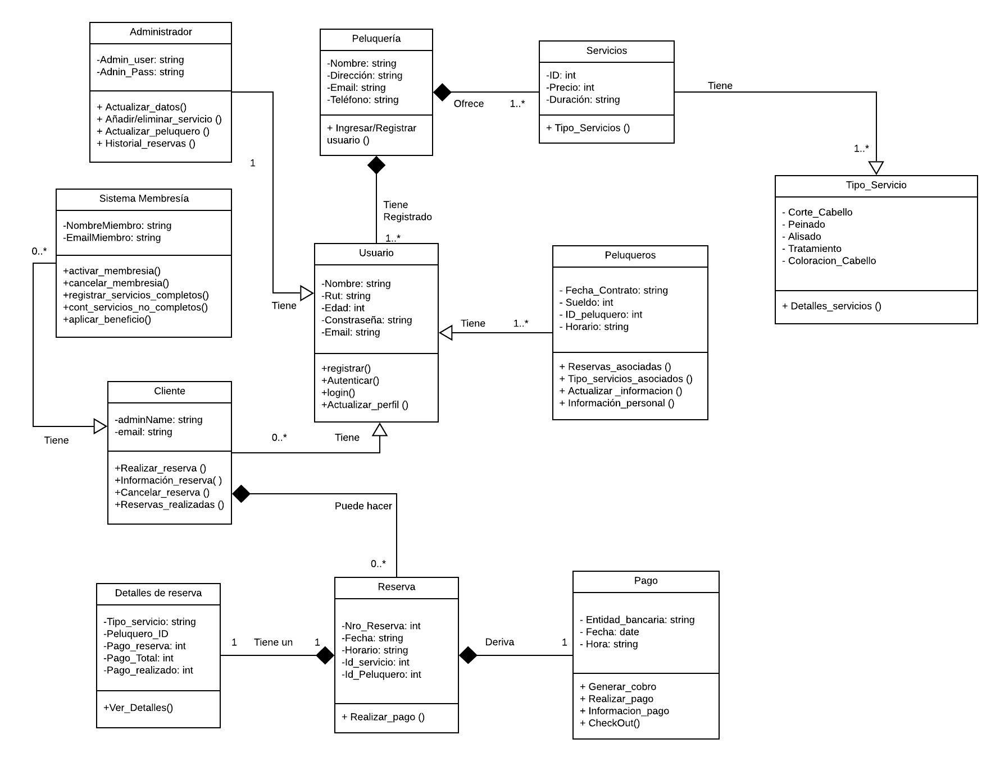 Administrador
-Admin_user: string
-Adnin_Pass: string
+ Actualizar_datos()
+ Añadir/eliminar_servicio ()
+ Actualizar_peluquero ()
+ Historial_reservas ()
Peluquería
-Nombre: string
-Dirección: string
-Email: string
-Teléfono: string
+ Ingresar/Registrar
usuario ()
Ofrece
1..*
Servicios
-ID: int
-Precio: int
-Duración: string
+ Tipo_Servicios ()
Tiene
1..*
Tipo_Servicio
- Corte_Cabello
- Peinado
- Alisado
- Tratamiento
- Coloracion_Cabello
+ Detalles_servicios ()
1
Tiene
Tiene
Registrado
1..*
Sistema Membresía
-NombreMiembro: string
-EmailMiembro: string
+activar_membresia()
+cancelar_membresia()
+registrar_servicios_completos()
+cont_servicios_no_completos()
+aplicar_beneficio()
0..*
Tiene
Usuario
-Nombre: string
-Rut: string
-Edad: int
-Constraseña: string
-Email: string
+registrar()
+Autenticar()
+login()
+Actualizar_perfil ()
Tiene
1..*
Peluqueros
- Fecha_Contrato: string
- Sueldo: int
- ID_peluquero: int
- Horario: string
+ Reservas_asociadas ()
+ Tipo_servicios_asociados ()
+ Actualizar _informacion ()
+ Información_personal ()
Cliente
-adminName: string
-email: string
+Realizar_reserva ()
+Información_reserva( )
+Cancelar_reserva ()
+Reservas_realizadas ()
0..*
Tiene
Puede hacer
0..*
Detalles de reserva
-Tipo_servicio: string
-Peluquero_ID
-Pago_reserva: int
-Pago_Total: int
-Pago_realizado: int
+Ver_Detalles()
1
Tiene un
1
Reserva
-Nro_Reserva: int
-Fecha: string
-Horario: string
-Id_servicio: int
-Id_Peluquero: int
+ Realizar_pago ()
Deriva
1
Pago
- Entidad_bancaria: string
- Fecha: date
- Hora: string
+ Generar_cobro
+ Realizar_pago
+ Informacion_pago
+ CheckOut()